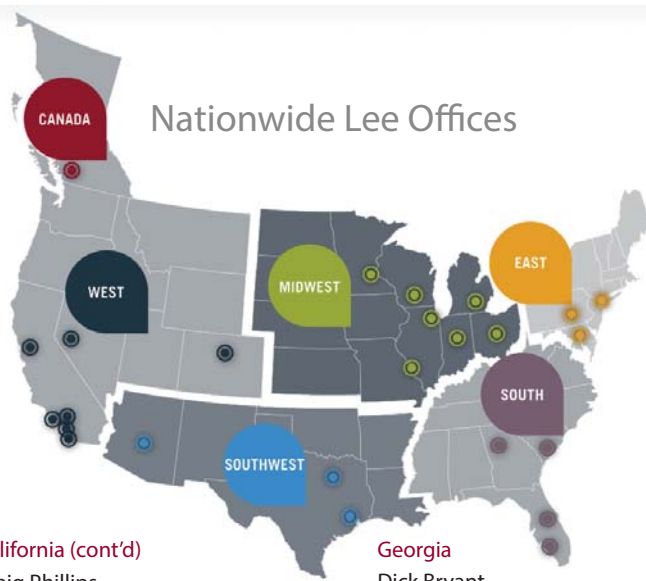 Nationwide Lee Offices
CANADA
WEST
MIDWEST
EAST
SOUTH
SOUTHWEST
lifornia (cont'd)
Georgia